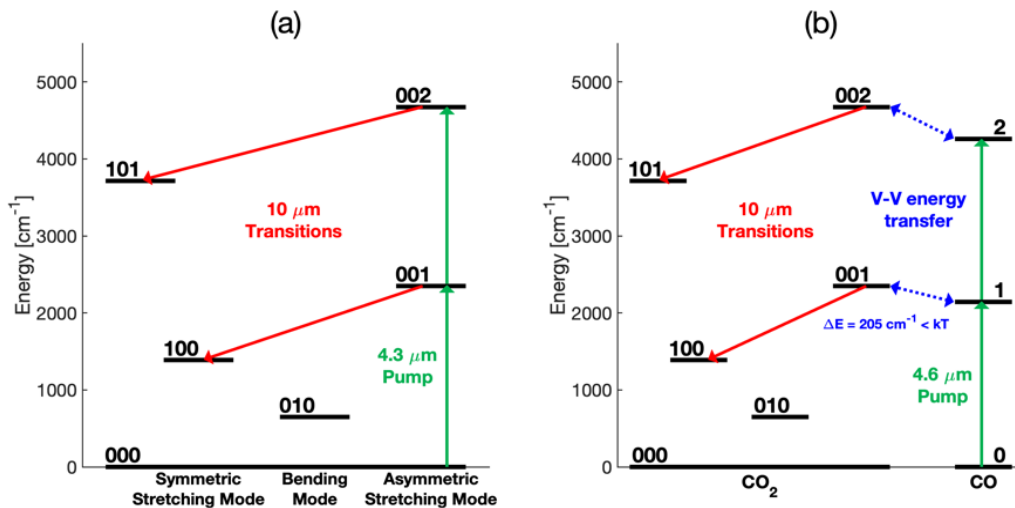 (a)
Energy [cm⁻¹]
5000
4000
3000
2000
1000
0
002
101
10 μm
Transitions
001
100
4.3 μm
Pump
010
000
Symmetric
Stretching Mode
Bending
Mode
Asymmetric
Stretching Mode
(b)
Energy [cm⁻¹]
5000
4000
3000
2000
1000
0
002
2
101
V-V energy
transfer
10 μm
Transitions
001
1
ΔE = 205 cm⁻¹ < kT
100
4.6 μm
Pump
010
000
0
CO₂
CO